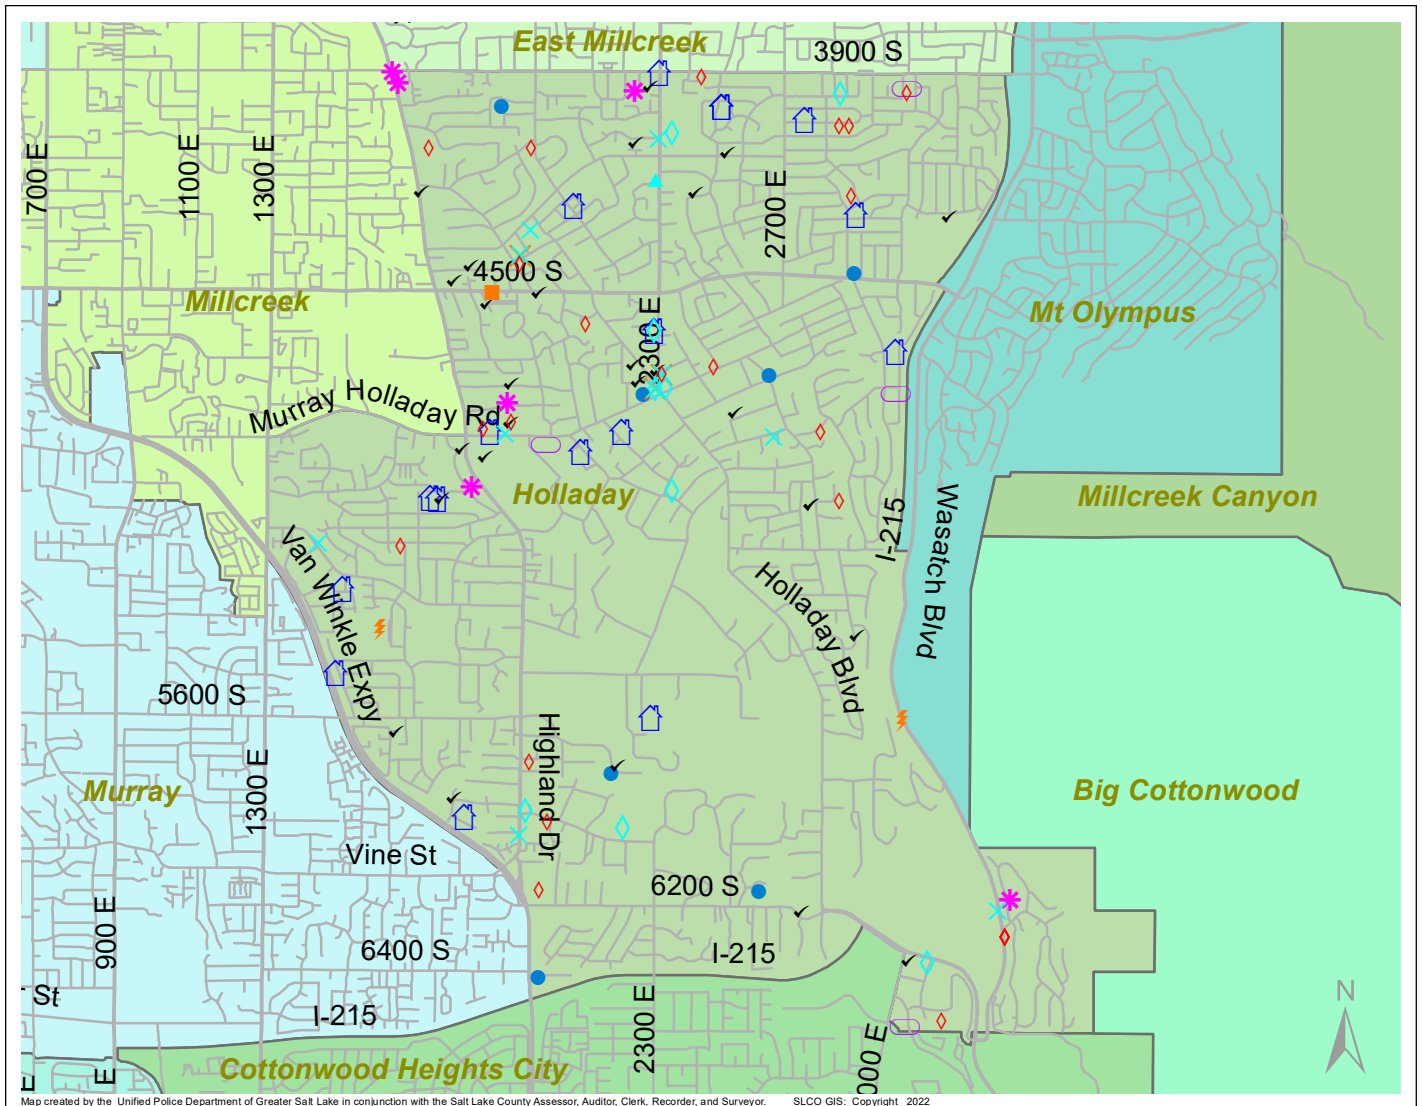 East Millcreek
3900 S
700 E
1100 E
1300 E
2700 E
4500 S
Millcreek
2300 E
Mt Olympus
Murray Holladay Rd
Holladay
Millcreek Canyon
I-215
Wasatch Blvd
Van Winkle Expy
Holladay Blvd
5600 S
Highland Dr
Murray
1300 E
Big Cottonwood
Vine St
6200 S
900 E
6400 S
I-215
St
I-215
2300 E
000 E
N
Cottonwood Heights City
E
E
Map created by the Unified Police Department of Greater Salt Lake in conjunction with the Salt Lake County Assessor, Auditor, Clerk, Recorder, and Surveyor. SLCO GIS: Copyright 2022